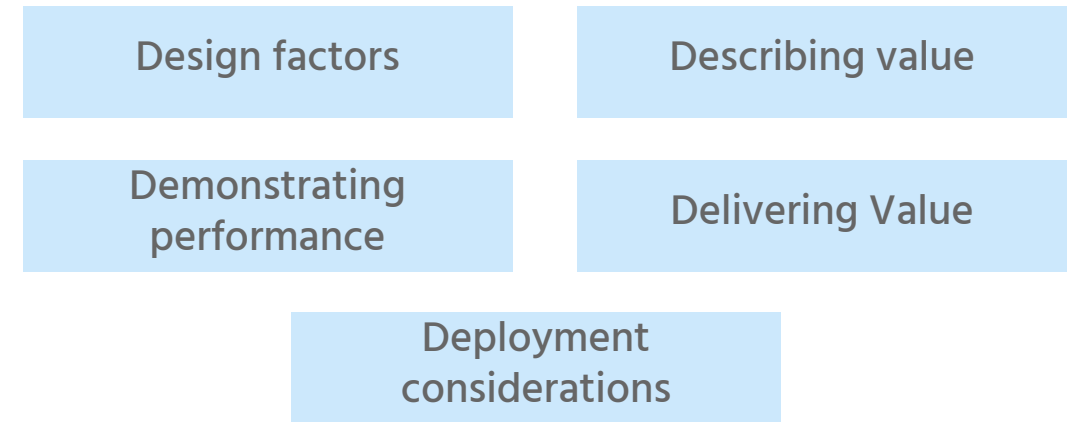 Design factors
Describing value
Demonstrating
performance
Delivering Value
Deployment
considerations